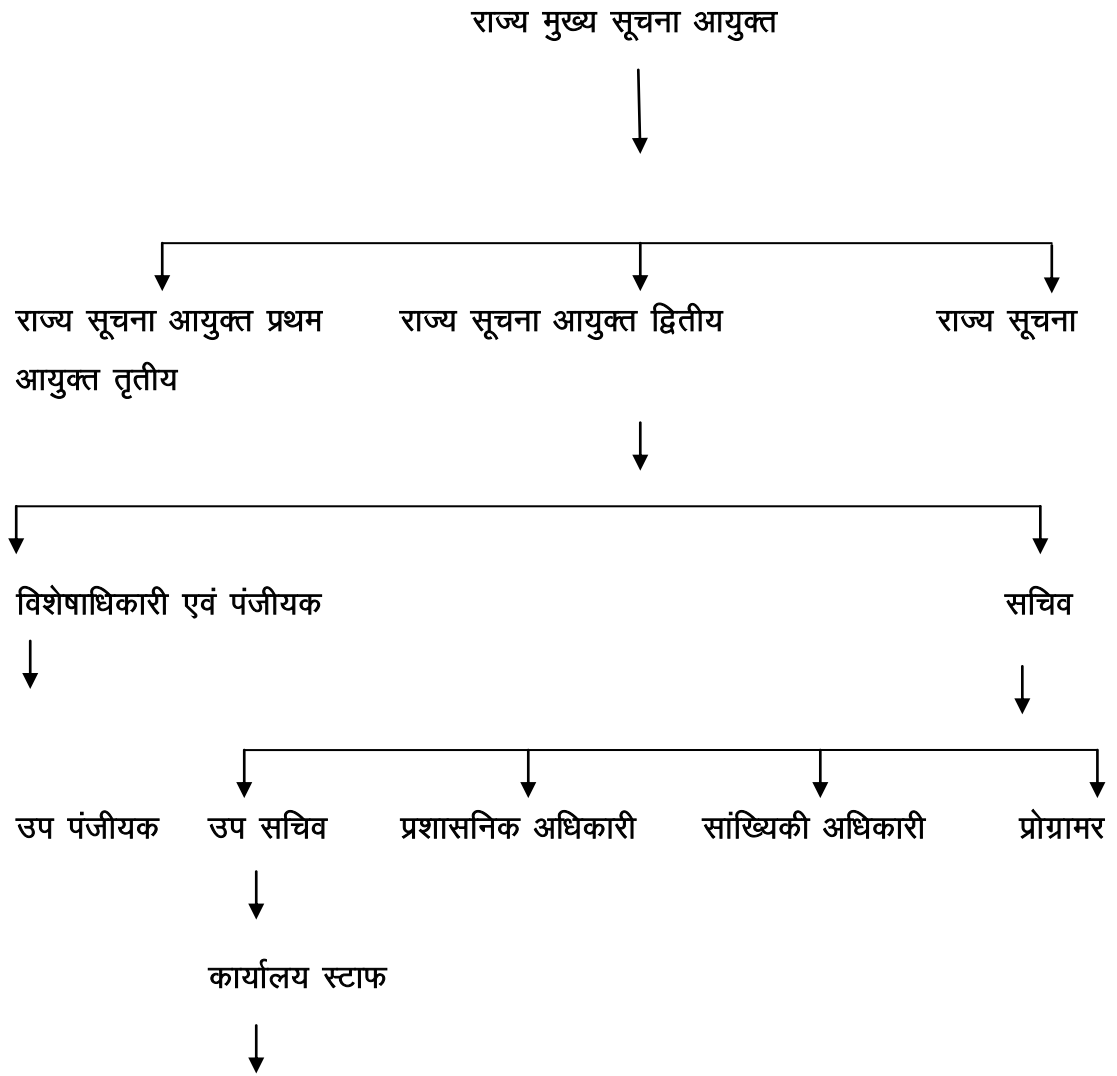 राज्य मुख्य सूचना आयुक्त
राज्य सूचना आयुक्त प्रथम राज्य सूचना आयुक्त द्वितीय राज्य सूचना
आयुक्त तृतीय
विशेषाधिकारी एवं पंजीयक सचिव
उप पंजीयक उप सचिव प्रशासनिक अधिकारी सांख्यिकी अधिकारी प्रोग्रामर
कार्यालय स्टाफ